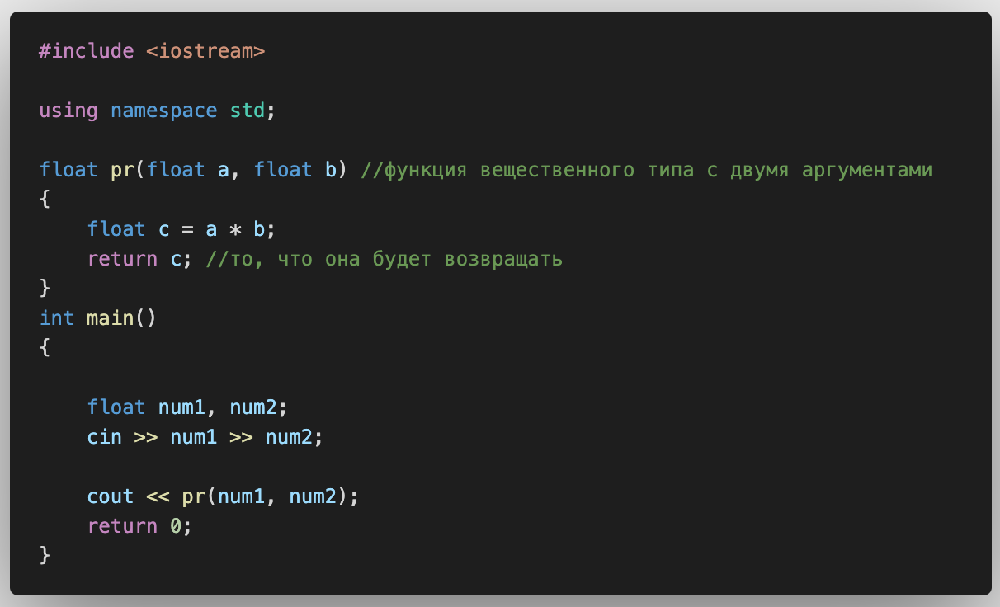 #include <iostream>
using namespace std;
float pr(float a, float b) //функция вещественного типа с двумя аргументами
{
    float c = a * b;
    return c; //то, что она будет возвращать
}
int main()
{
    float num1, num2;
    cin >> num1 >> num2;
    cout << pr(num1, num2);
    return 0;
}